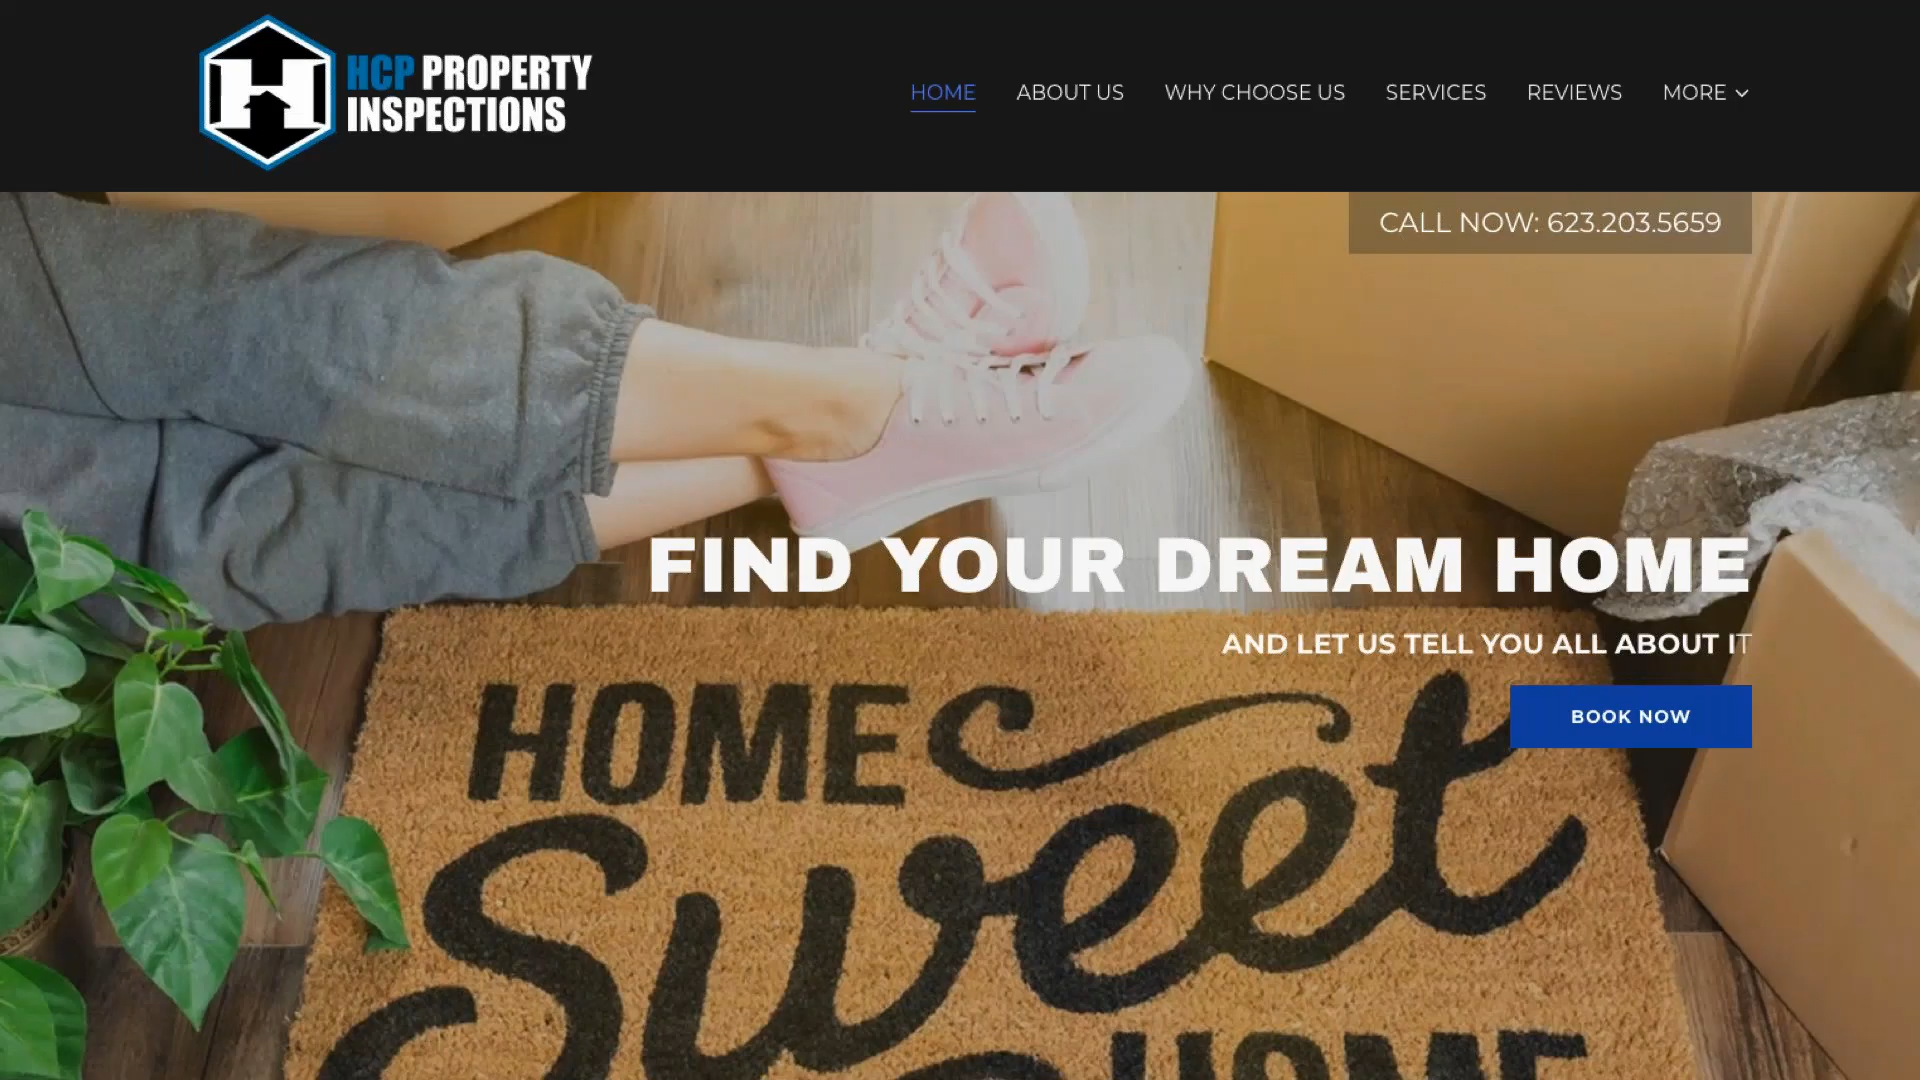 HCP PROPERTY
INSPECTIONS
HOME ABOUT US WHY CHOOSE US SERVICES REVIEWS MORE
CALL NOW: 623.203.5659
FIND YOUR DREAM HOME
AND LET US TELL YOU ALL ABOUT IT
BOOK NOW
HOME
Sweet
HOME